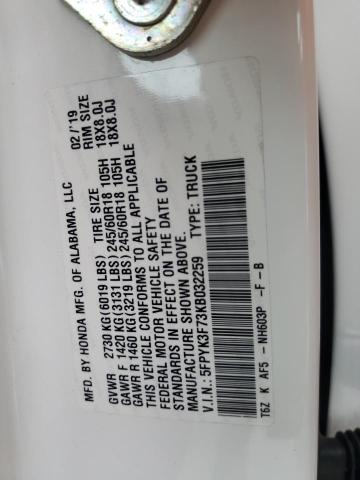 MFD. BY HONDA MFG. OF ALABAMA, LLC 02/'19
TIRE SIZE RIM SIZE
GVWR 2730 KG (6019 LBS)
GAWR F 1420 KG (3131 LBS) 245/60R18 105H 18X8.0J
GAWR R 1460 KG (3219 LBS) 245/60R18 105H 18X8.0J
THIS VEHICLE CONFORMS TO ALL APPLICABLE
FEDERAL MOTOR VEHICLE SAFETY
STANDARDS IN EFFECT ON THE DATE OF
MANUFACTURE SHOWN ABOVE.
V.I.N.: 5FPYK3F73KB032259 TYPE: TRUCK
T6Z K AF5 - NH603P -F - B